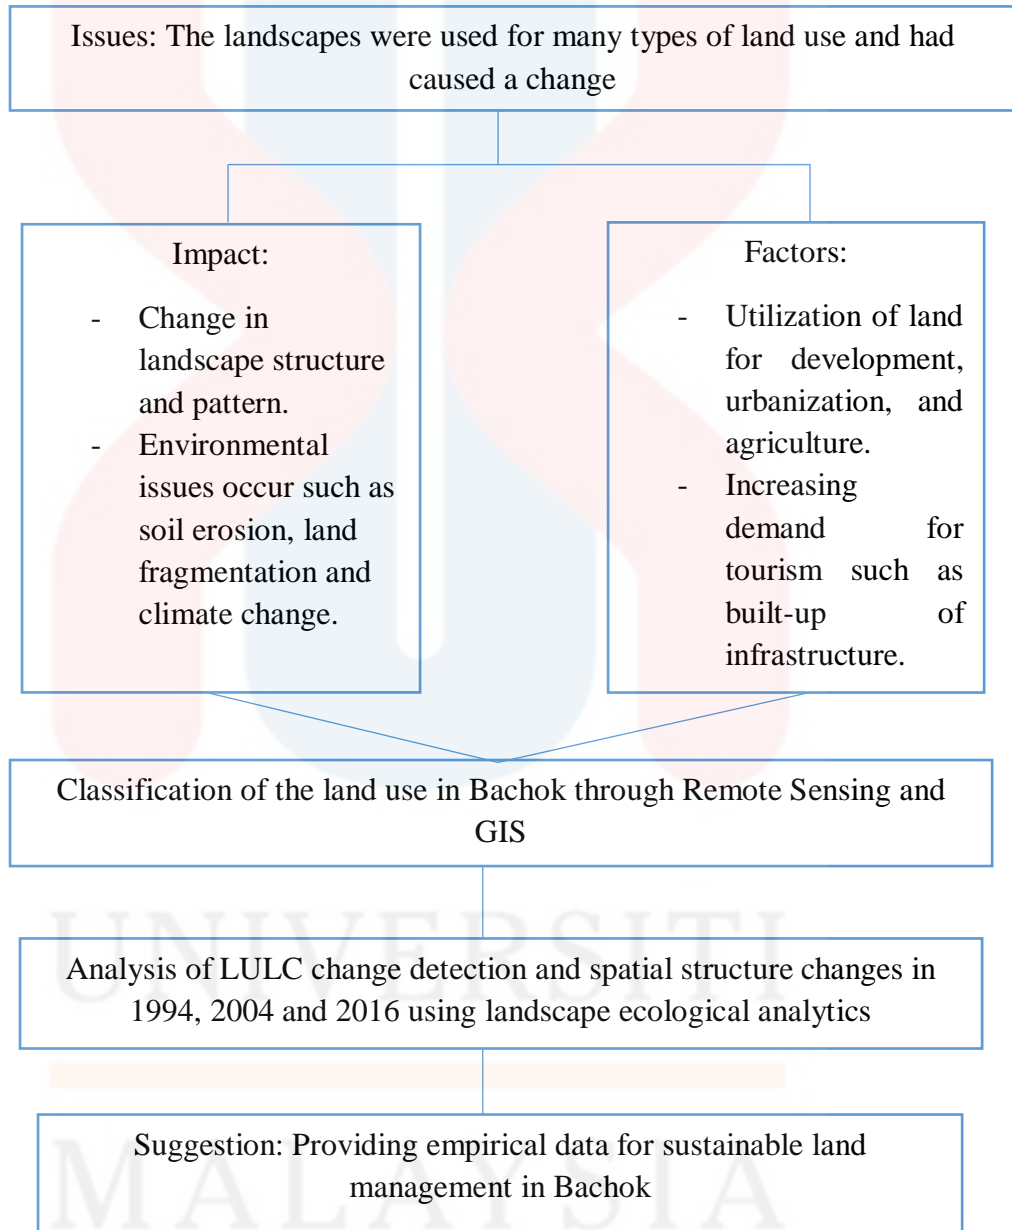 Issues: The landscapes were used for many types of land use and had
caused a change
Impact:
- Change in
landscape structure
and pattern.
- Environmental
issues occur such as
soil erosion, land
fragmentation and
climate change.
Factors:
- Utilization of land
for development,
urbanization, and
agriculture.
- Increasing
demand for
tourism such as
built-up of
infrastructure.
Classification of the land use in Bachok through Remote Sensing and
GIS
UNIVERSITI
Analysis of LULC change detection and spatial structure changes in
1994, 2004 and 2016 using landscape ecological analytics
MALAYSIA
Suggestion: Providing empirical data for sustainable land
management in Bachok